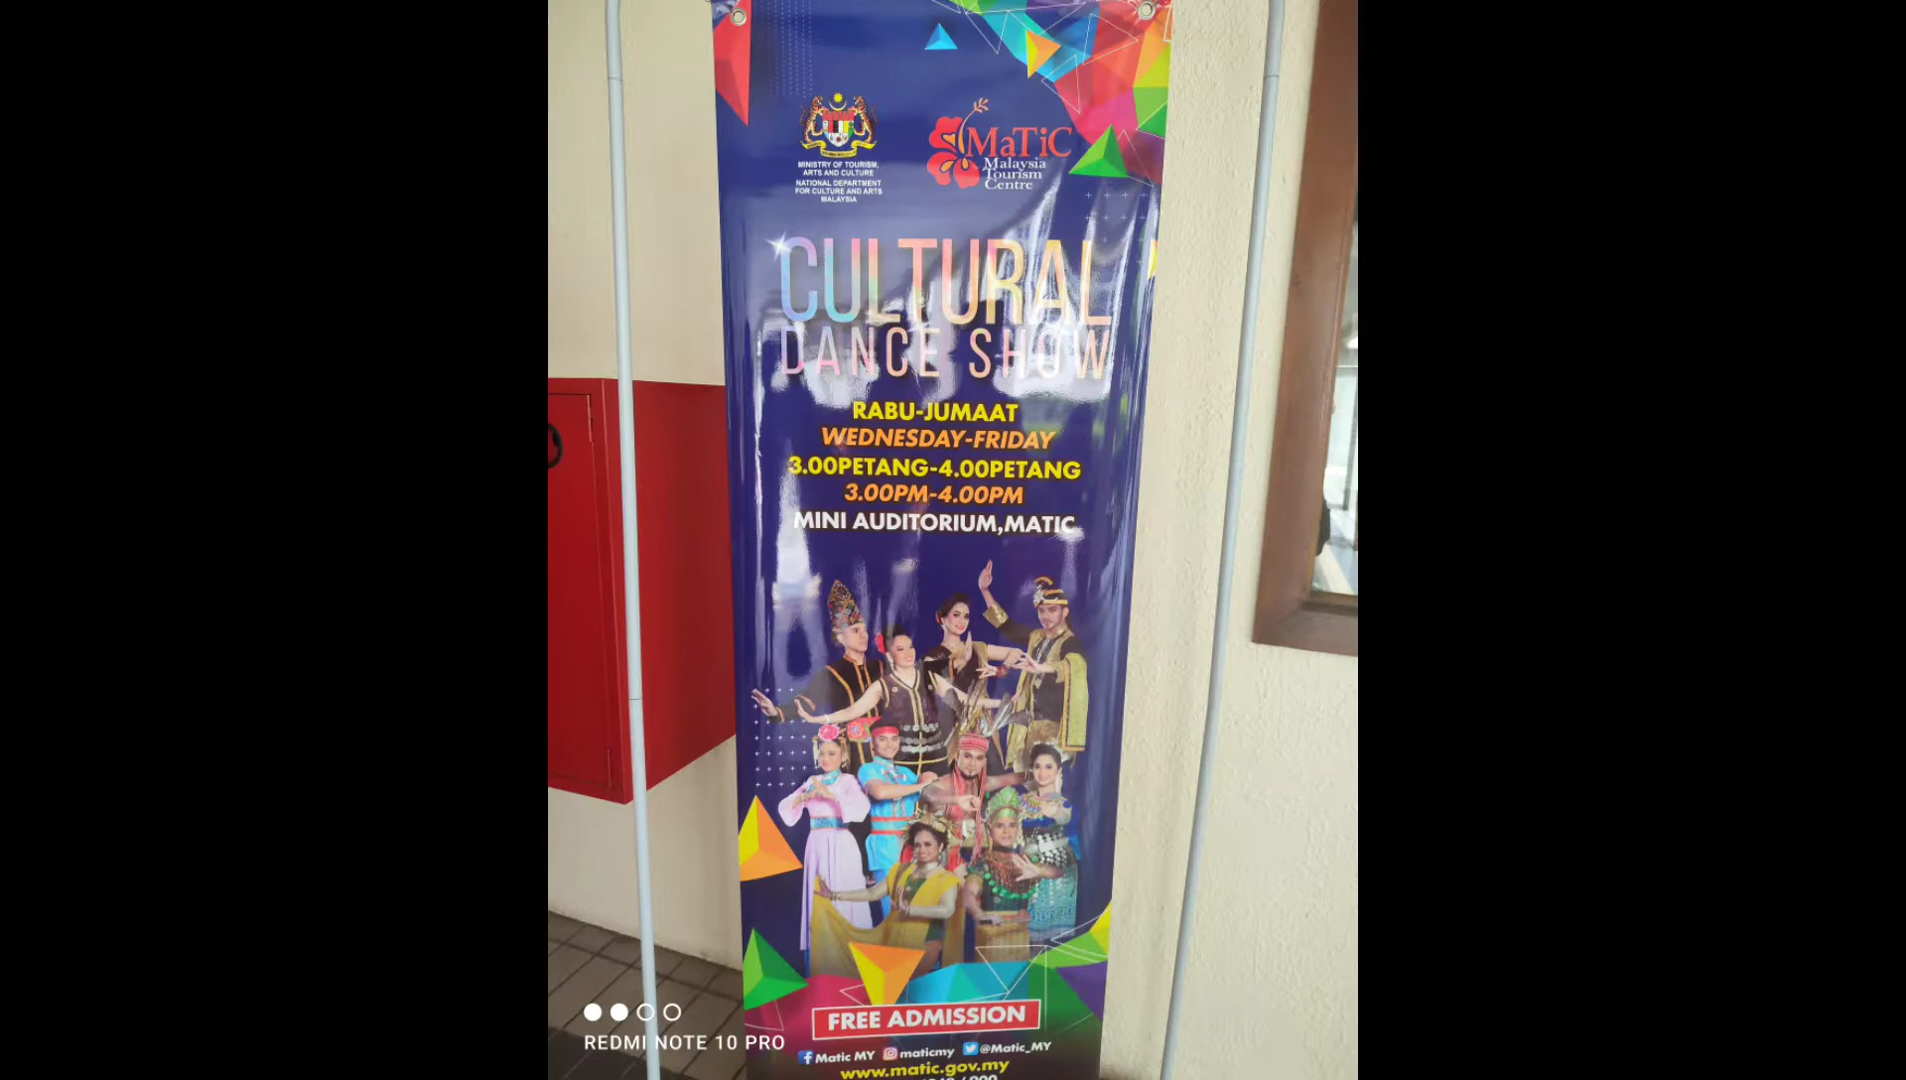 MINISTRY OF TOURISM,
ARTS AND CULTURE
NATIONAL DEPARTMENT
FOR CULTURE AND ARTS
MALAYSIA
MaTiC
Malaysia
Tourism
Centre
CULTURAL
DANCE SHOW
RABU-JUMAAT
WEDNESDAY-FRIDAY
3.00PETANG-4.00PETANG
3.00PM-4.00PM
MINI AUDITORIUM,MATIC
FREE ADMISSION
Matic MY maticmy @Matic_MY
www.matic.gov.my
REDMI NOTE 10 PRO